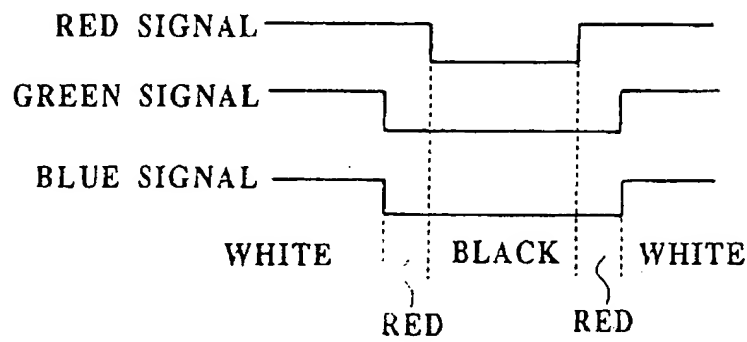 RED SIGNAL
GREEN SIGNAL
BLUE SIGNAL
WHITE BLACK WHITE
RED RED